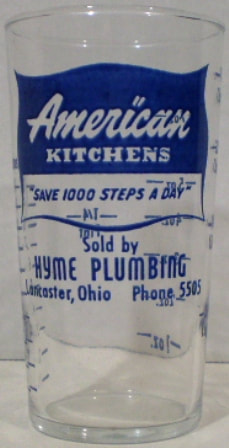 American
KITCHENS
"SAVE 1000 STEPS A DAY"
Sold by
HYME PLUMBING
Lancaster, Ohio Phone 5505